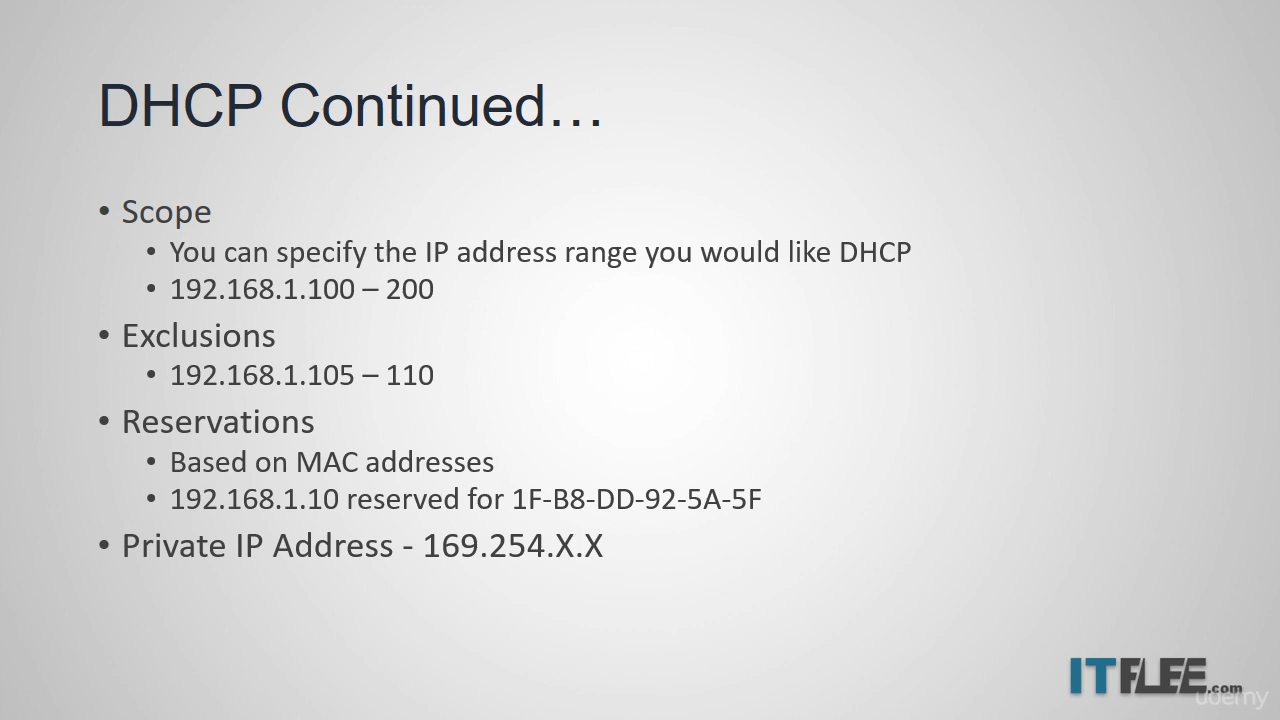 DHCP Continued…
• Scope
• You can specify the IP address range you would like DHCP
• 192.168.1.100 – 200
• Exclusions
• 192.168.1.105 – 110
• Reservations
• Based on MAC addresses
• 192.168.1.10 reserved for 1F-B8-DD-92-5A-5F
• Private IP Address - 169.254.X.X
ITFLEE.com
udemy